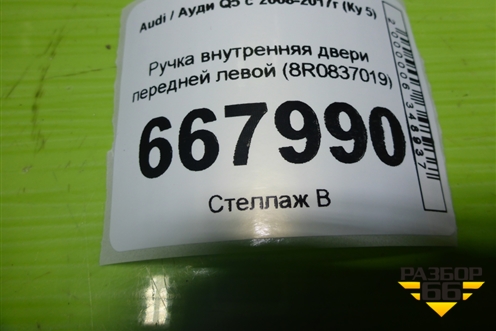 Audi / Ауди Q5 с 2008-2017г (Ку 5)
Ручка внутренняя двери
передней левой (8R0837019)
667990
Стеллаж В
РАЗБОР
66